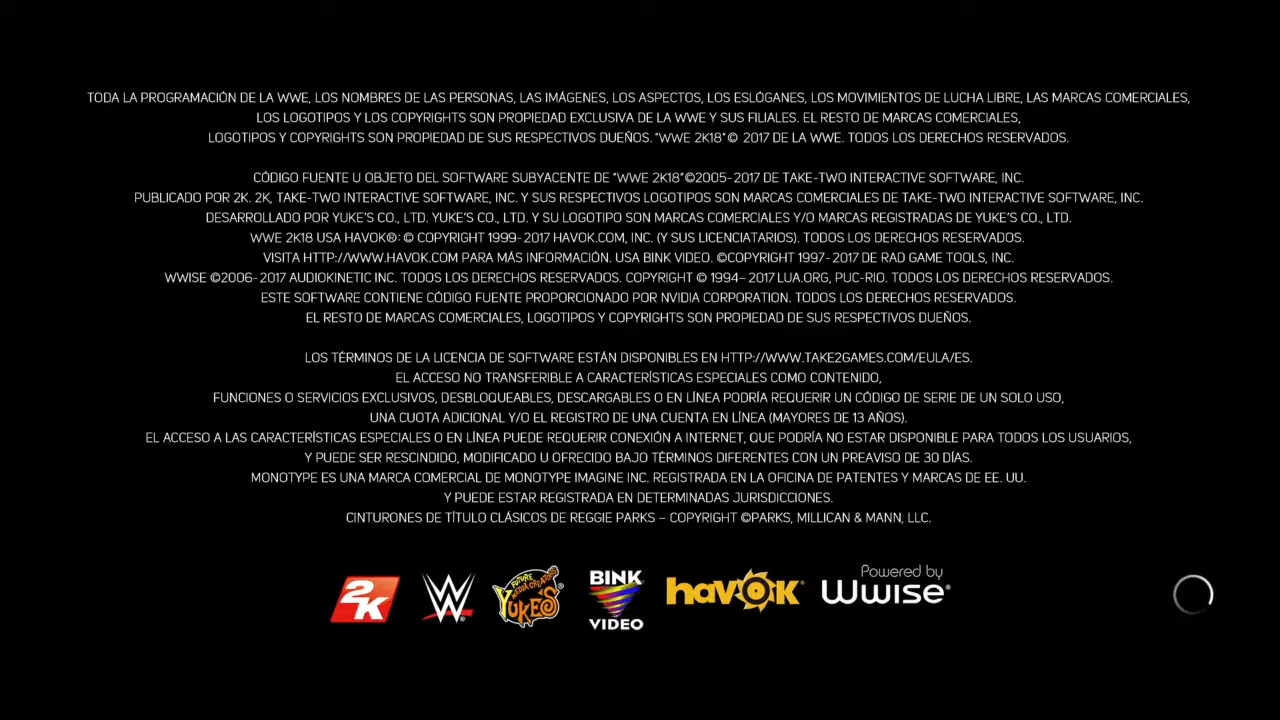 TODA LA PROGRAMACIÓN DE LA WWE, LOS NOMBRES DE LAS PERSONAS, LAS IMÁGENES, LOS ASPECTOS, LOS ESLÓGANES, LOS MOVIMIENTOS DE LUCHA LIBRE, LAS MARCAS COMERCIALES,
LOS LOGOTIPOS Y LOS COPYRIGHTS SON PROPIEDAD EXCLUSIVA DE LA WWE Y SUS FILIALES. EL RESTO DE MARCAS COMERCIALES,
LOGOTIPOS Y COPYRIGHTS SON PROPIEDAD DE SUS RESPECTIVOS DUEÑOS. "WWE 2K18"© 2017 DE LA WWE. TODOS LOS DERECHOS RESERVADOS.
CÓDIGO FUENTE U OBJETO DEL SOFTWARE SUBYACENTE DE "WWE 2K18"©2005-2017 DE TAKE-TWO INTERACTIVE SOFTWARE, INC.
PUBLICADO POR 2K. 2K, TAKE-TWO INTERACTIVE SOFTWARE, INC. Y SUS RESPECTIVOS LOGOTIPOS SON MARCAS COMERCIALES DE TAKE-TWO INTERACTIVE SOFTWARE, INC.
DESARROLLADO POR YUKE'S CO., LTD. YUKE'S CO., LTD. Y SU LOGOTIPO SON MARCAS COMERCIALES Y/O MARCAS REGISTRADAS DE YUKE'S CO., LTD.
WWE 2K18 USA HAVOK®: © COPYRIGHT 1999-2017 HAVOK.COM, INC. (Y SUS LICENCIATARIOS). TODOS LOS DERECHOS RESERVADOS.
VISITA HTTP://WWW.HAVOK.COM PARA MÁS INFORMACIÓN. USA BINK VIDEO. ©COPYRIGHT 1997-2017 DE RAD GAME TOOLS, INC.
WWISE ©2006-2017 AUDIOKINETIC INC. TODOS LOS DERECHOS RESERVADOS. COPYRIGHT © 1994–2017 LUA.ORG, PUC-RIO. TODOS LOS DERECHOS RESERVADOS.
ESTE SOFTWARE CONTIENE CÓDIGO FUENTE PROPORCIONADO POR NVIDIA CORPORATION. TODOS LOS DERECHOS RESERVADOS.
EL RESTO DE MARCAS COMERCIALES, LOGOTIPOS Y COPYRIGHTS SON PROPIEDAD DE SUS RESPECTIVOS DUEÑOS.
LOS TÉRMINOS DE LA LICENCIA DE SOFTWARE ESTÁN DISPONIBLES EN HTTP://WWW.TAKE2GAMES.COM/EULA/ES.
EL ACCESO NO TRANSFERIBLE A CARACTERÍSTICAS ESPECIALES COMO CONTENIDO,
FUNCIONES O SERVICIOS EXCLUSIVOS, DESBLOQUEABLES, DESCARGABLES O EN LÍNEA PODRÍA REQUERIR UN CÓDIGO DE SERIE DE UN SOLO USO,
UNA CUOTA ADICIONAL Y/O EL REGISTRO DE UNA CUENTA EN LÍNEA (MAYORES DE 13 AÑOS).
EL ACCESO A LAS CARACTERÍSTICAS ESPECIALES O EN LÍNEA PUEDE REQUERIR CONEXIÓN A INTERNET, QUE PODRÍA NO ESTAR DISPONIBLE PARA TODOS LOS USUARIOS,
Y PUEDE SER RESCINDIDO, MODIFICADO U OFRECIDO BAJO TÉRMINOS DIFERENTES CON UN PREAVISO DE 30 DÍAS.
MONOTYPE ES UNA MARCA COMERCIAL DE MONOTYPE IMAGINE INC. REGISTRADA EN LA OFICINA DE PATENTES Y MARCAS DE EE. UU.
Y PUEDE ESTAR REGISTRADA EN DETERMINADAS JURISDICCIONES.
CINTURONES DE TÍTULO CLÁSICOS DE REGGIE PARKS – COPYRIGHT ©PARKS, MILLICAN & MANN, LLC.
2K
W
FUTURE MEDIA CREATOR
YUKE'S®
BINK
VIDEO
havok®
Powered by
Wwise®